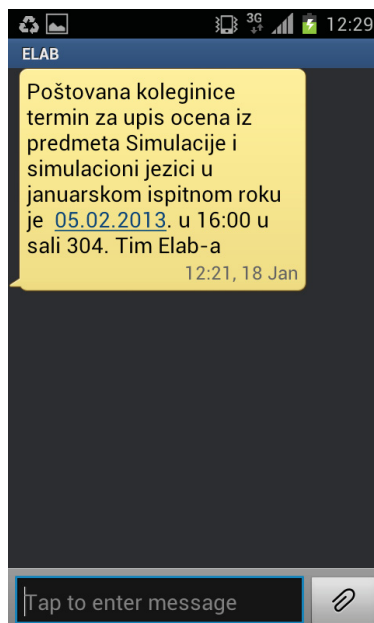 3G 12:29
ELAB
Poštovana koleginice
termin za upis ocena iz
predmeta Simulacije i
simulacioni jezici u
januarskom ispitnom roku
je 05.02.2013. u 16:00 u
sali 304. Tim Elab-a
12:21, 18 Jan
Tap to enter message